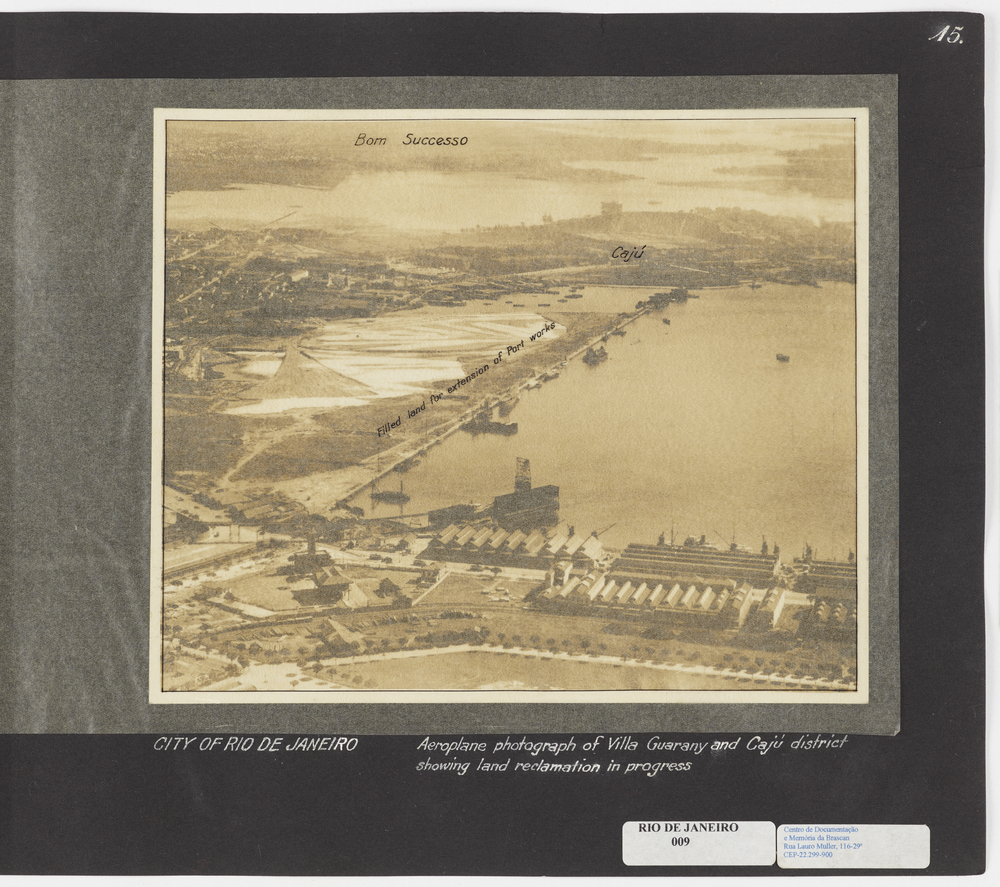 15.
Bom Successo
Cajú
Filled land for extension of Port works
CITY OF RIO DE JANEIRO
Aeroplane photograph of Villa Guarany and Cajú district
showing land reclamation in progress
RIO DE JANEIRO
009
Centro de Documentação
e Memória da Brascan
Rua Lauro Muller, 116-29º
CEP-22.299-900